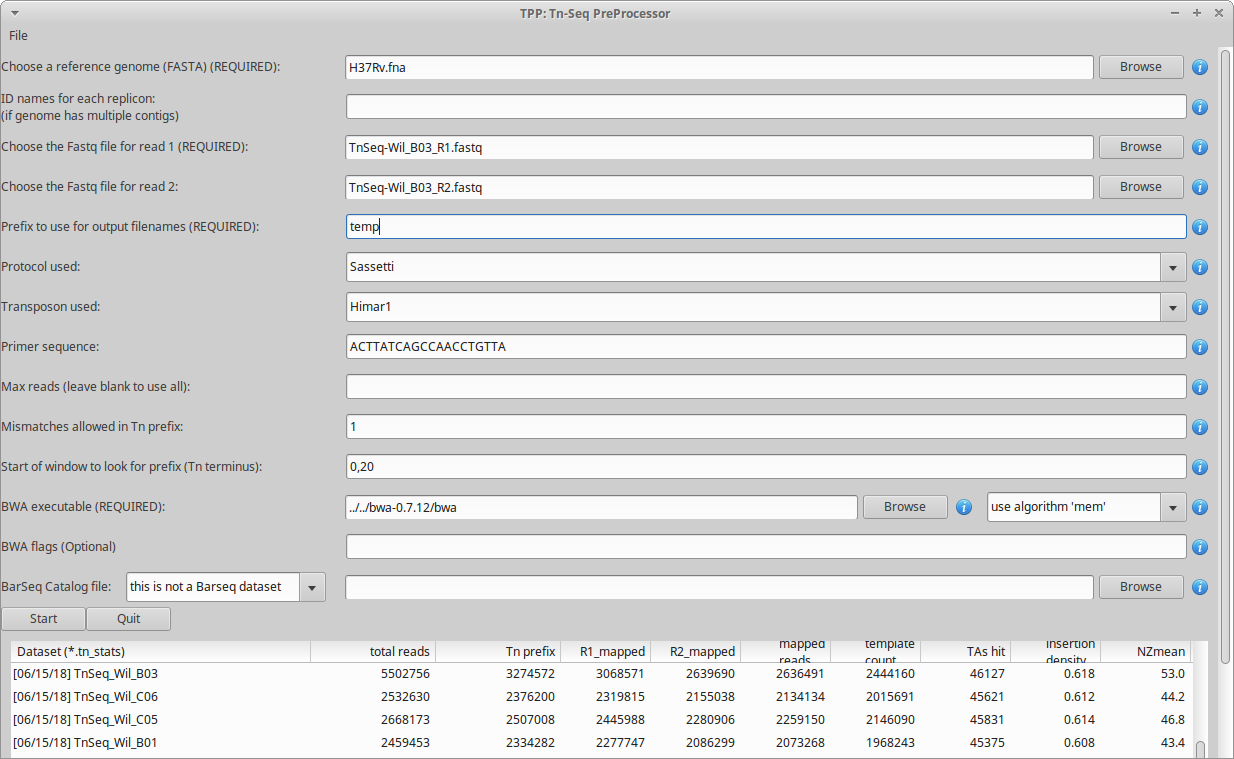 TPP: Tn-Seq PreProcessor
File
Choose a reference genome (FASTA) (REQUIRED): H37Rv.fna Browse
ID names for each replicon:
(if genome has multiple contigs)
Choose the Fastq file for read 1 (REQUIRED): TnSeq-Wil_B03_R1.fastq Browse
Choose the Fastq file for read 2: TnSeq-Wil_B03_R2.fastq Browse
Prefix to use for output filenames (REQUIRED): temp
Protocol used: Sassetti
Transposon used: Himar1
Primer sequence: ACTTATCAGCCAACCTGTTA
Max reads (leave blank to use all):
Mismatches allowed in Tn prefix: 1
Start of window to look for prefix (Tn terminus): 0,20
BWA executable (REQUIRED): ../../bwa-0.7.12/bwa Browse use algorithm 'mem'
BWA flags (Optional)
BarSeq Catalog file: this is not a Barseq dataset Browse
Start Quit
Dataset (*.tn_stats) total reads Tn prefix R1_mapped R2_mapped mapped reads template count TAs hit insertion density NZmean
[06/15/18] TnSeq_Wil_B03 5502756 3274572 3068571 2639690 2636491 2444160 46127 0.618 53.0
[06/15/18] TnSeq_Wil_C06 2532630 2376200 2319815 2155038 2134134 2015691 45621 0.612 44.2
[06/15/18] TnSeq_Wil_C05 2668173 2507008 2445988 2280906 2259150 2146090 45831 0.614 46.8
[06/15/18] TnSeq_Wil_B01 2459453 2334282 2277747 2086299 2073268 1968243 45375 0.608 43.4